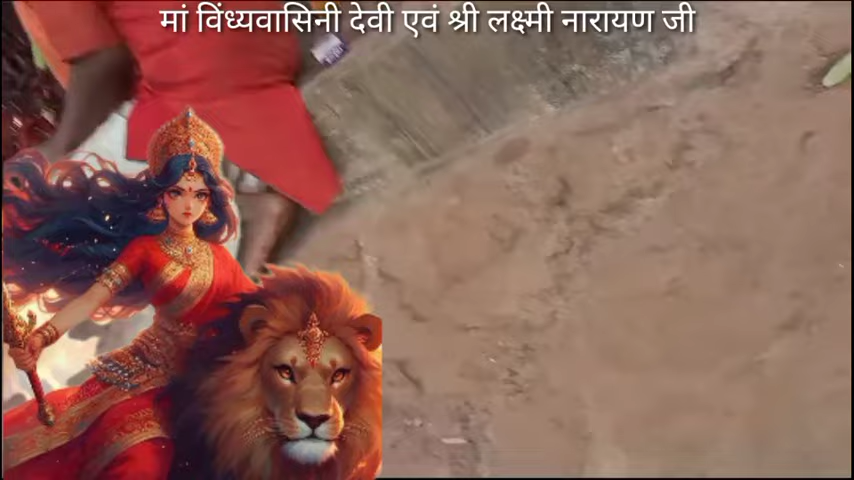 मां विंध्यवासिनी देवी एवं श्री लक्ष्मी नारायण जी